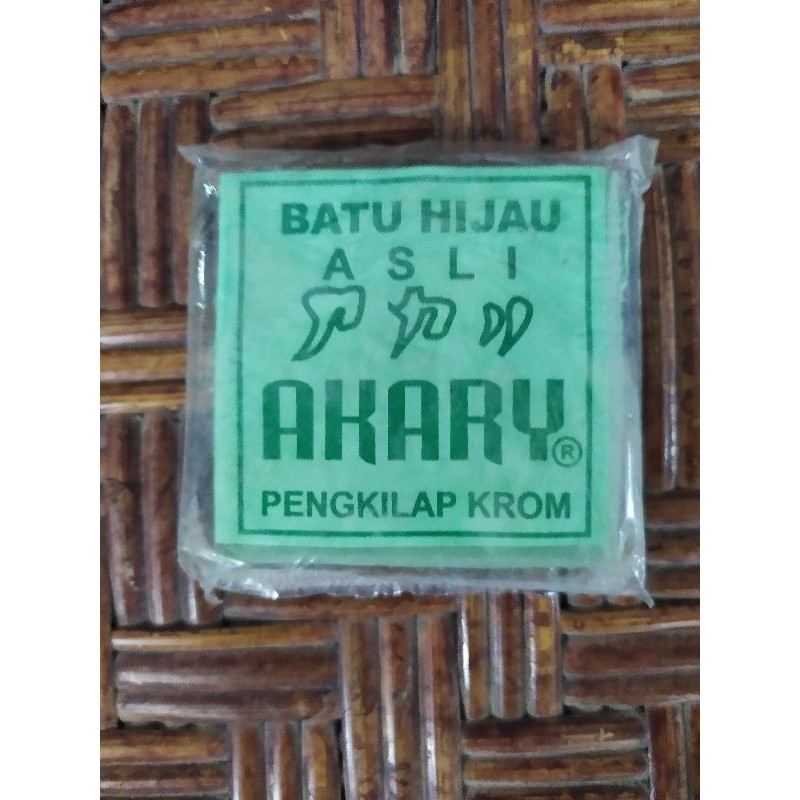 BATU HIJAU
ASLI
アカリ
AKARY®
PENGKILAP KROM